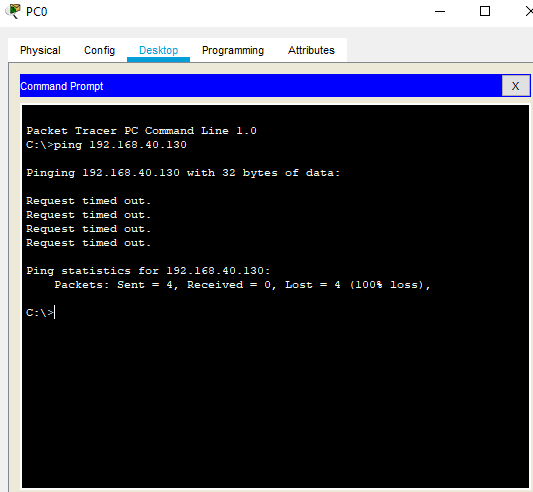 PC0
Physical Config Desktop Programming Attributes
Command Prompt
X
Packet Tracer PC Command Line 1.0
C:\>ping 192.168.40.130
Pinging 192.168.40.130 with 32 bytes of data:
Request timed out.
Request timed out.
Request timed out.
Request timed out.
Ping statistics for 192.168.40.130:
    Packets: Sent = 4, Received = 0, Lost = 4 (100% loss),
C:\>